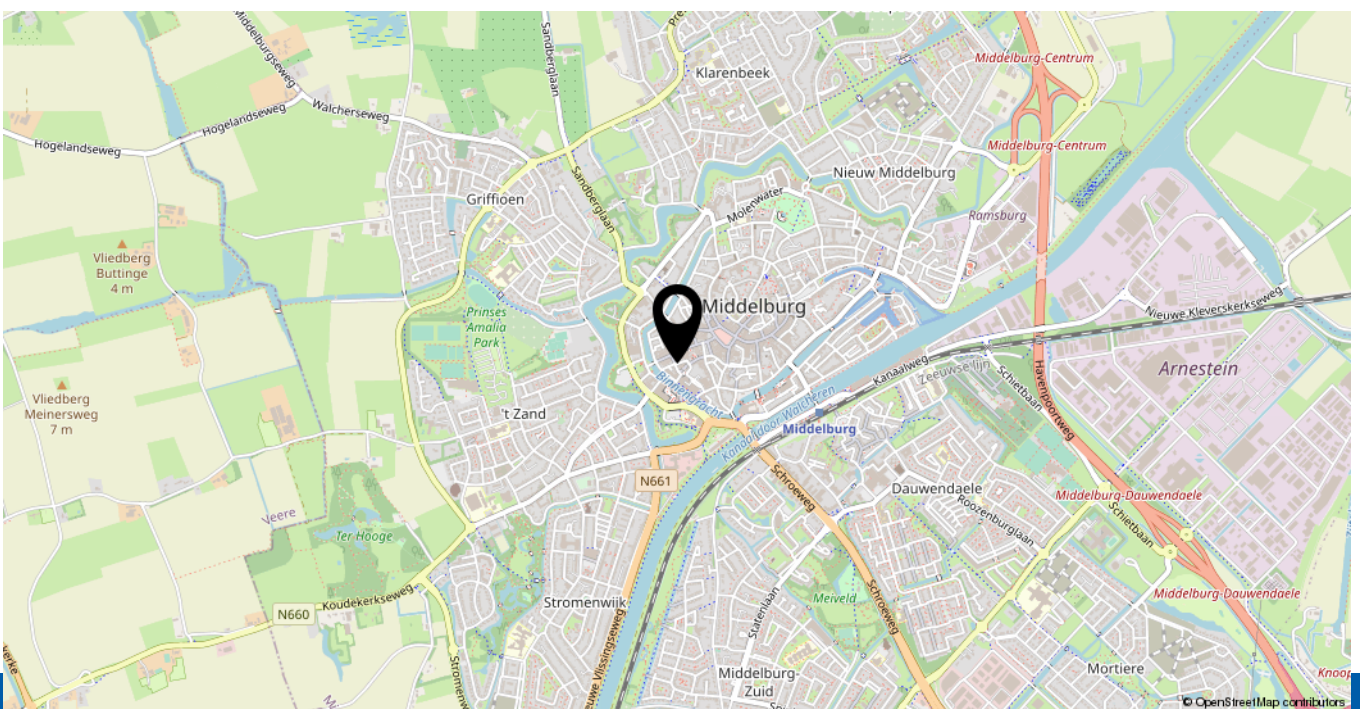 Middelburgseweg
Sandberglaan
Klarenbeek
Middelburg-Centrum
Hogelandseweg
Walcherseweg
Hogelandseweg
Middelburg-Centrum
Nieuw Middelburg
Griffioen
Sandberglaan
Molenwater
Ramsburg
Vliedberg
Buttinge
4 m
Prinses
Amalia
Park
Middelburg
Nieuwe Kleverskerkseweg
Vliedberg
Meinersweg
7 m
't Zand
Binnengracht
Kanaalweg
Zeeuwse lijn
Schietbaan
Havenpoortweg
Arnestein
Kanaal door Walcheren
Middelburg
N661
Schroeweg
Dauwendaele
Roozenburglaan
Middelburg-Dauwendaele
Schietbaan
Veere
Ter Hooge
Koudekerkseweg
N660
Stromenwijk
Meiveld
Schroeweg
Statenlaan
Middelburg-Dauwendaele
Middelburg-
Zuid
Mortiere
© OpenStreetMap contributors